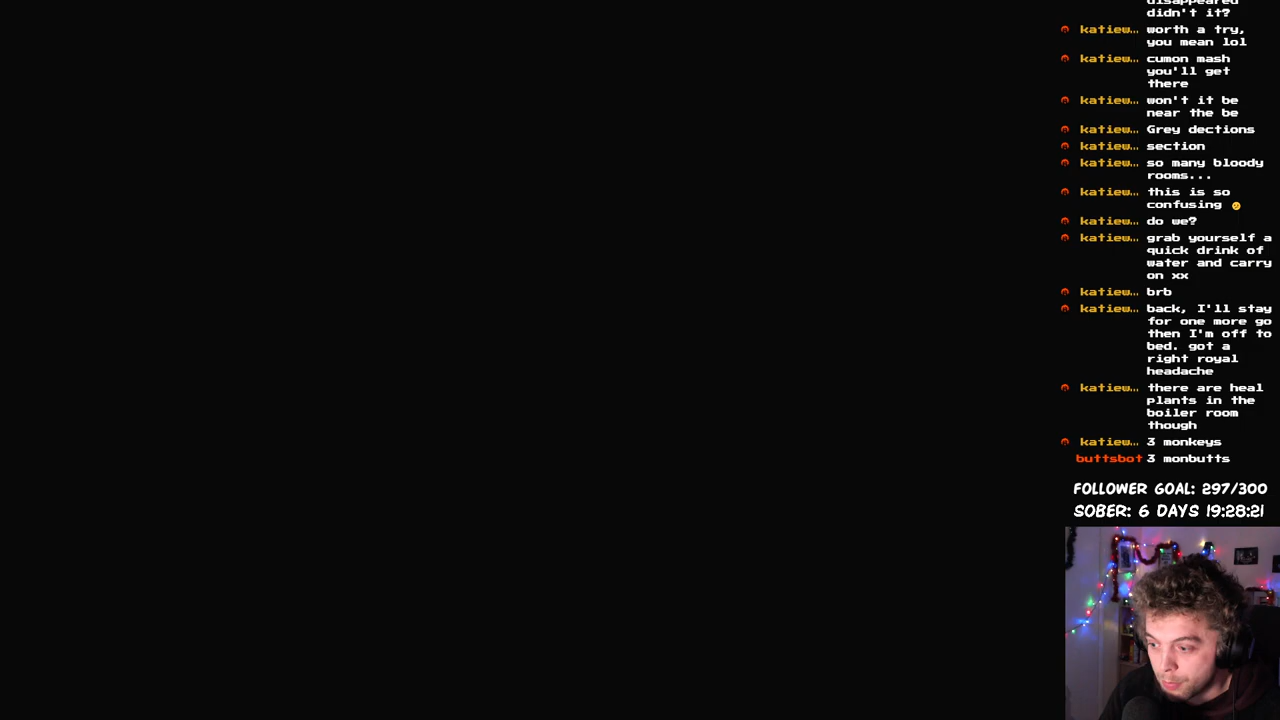 disappeared
didn't it?
katiew... worth a try,
you mean lol
katiew... cumon mash
you'll get
there
katiew... won't it be
near the be
katiew... Grey dections
katiew... section
katiew... so many bloody
rooms...
katiew... this is so
confusing
katiew... do we?
katiew... grab yourself a
quick drink of
water and carry
on xx
katiew... brb
katiew... back, I'll stay
for one more go
then I'm off to
bed. got a
right royal
headache
katiew... there are heal
plants in the
boiler room
though
katiew... 3 monkeys
buttsbot 3 monbutts
FOLLOWER GOAL: 297/300
SOBER: 6 DAYS 19:28:21